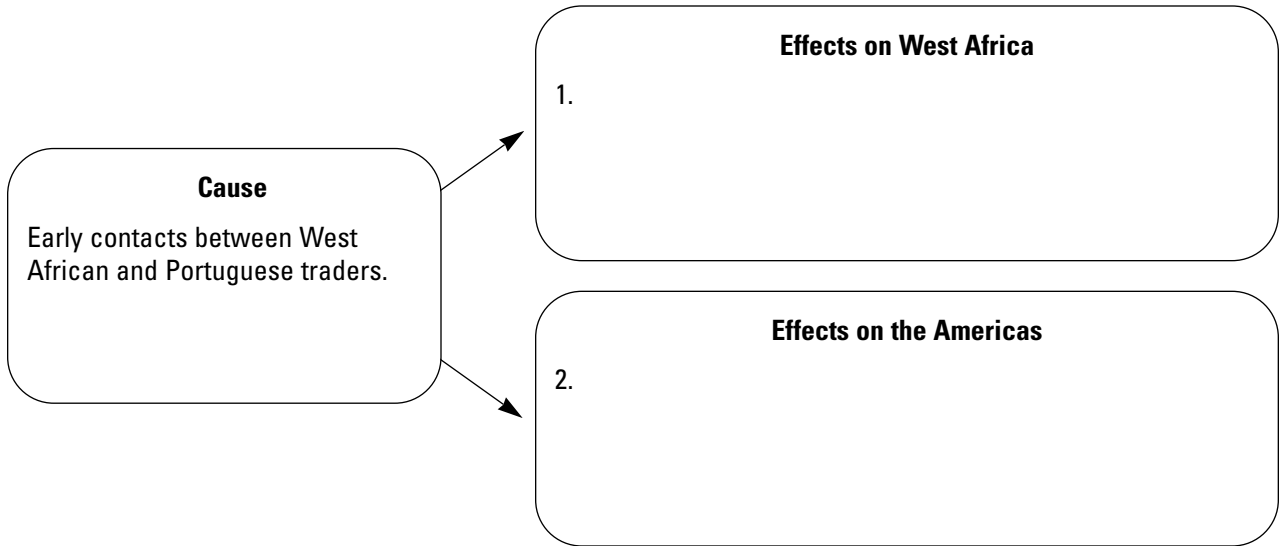 Cause
Early contacts between West
African and Portuguese traders.
Effects on West Africa
1.
Effects on the Americas
2.